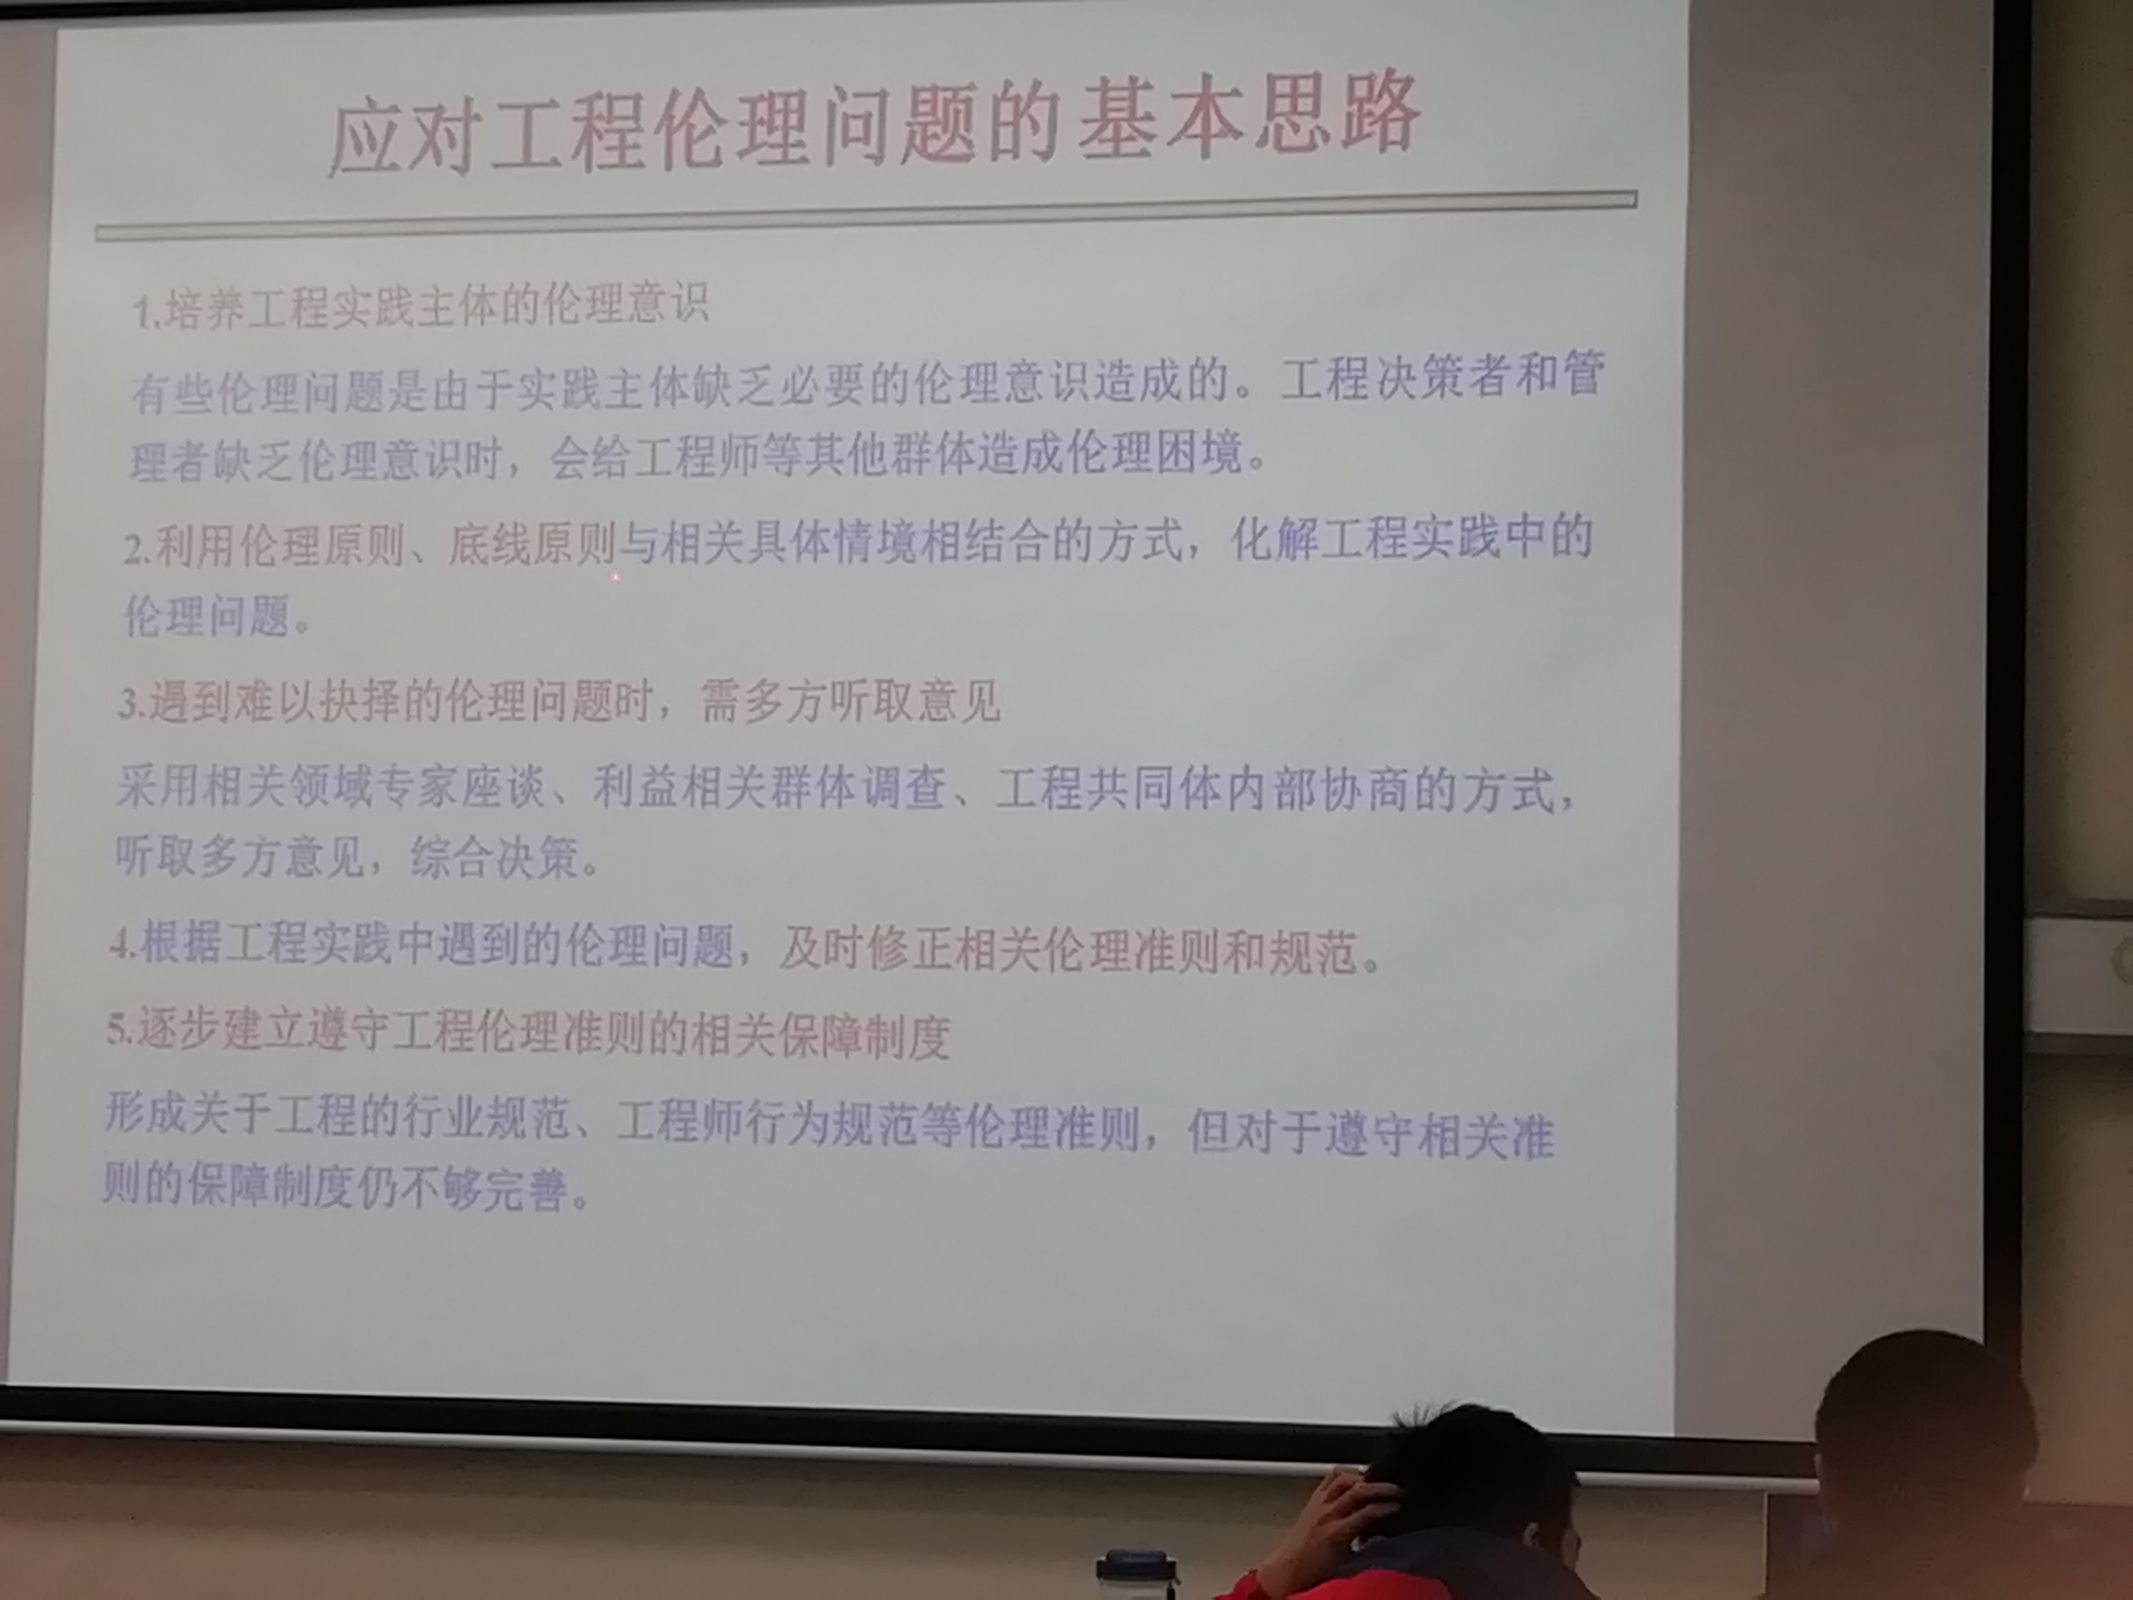 应对工程伦理问题的基本思路
1.培养工程实践主体的伦理意识
有些伦理问题是由于实践主体缺乏必要的伦理意识造成的。工程决策者和管
理者缺乏伦理意识时，会给工程师等其他群体造成伦理困境。
2.利用伦理原则、底线原则与相关具体情境相结合的方式，化解工程实践中的
伦理问题。
3.遇到难以抉择的伦理问题时，需多方听取意见
采用相关领域专家座谈、利益相关群体调查、工程共同体内部协商的方式，
听取多方意见，综合决策。
4.根据工程实践中遇到的伦理问题，及时修正相关伦理准则和规范。
5.逐步建立遵守工程伦理准则的相关保障制度
形成关于工程的行业规范、工程师行为规范等伦理准则，但对于遵守相关准
则的保障制度仍不够完善。